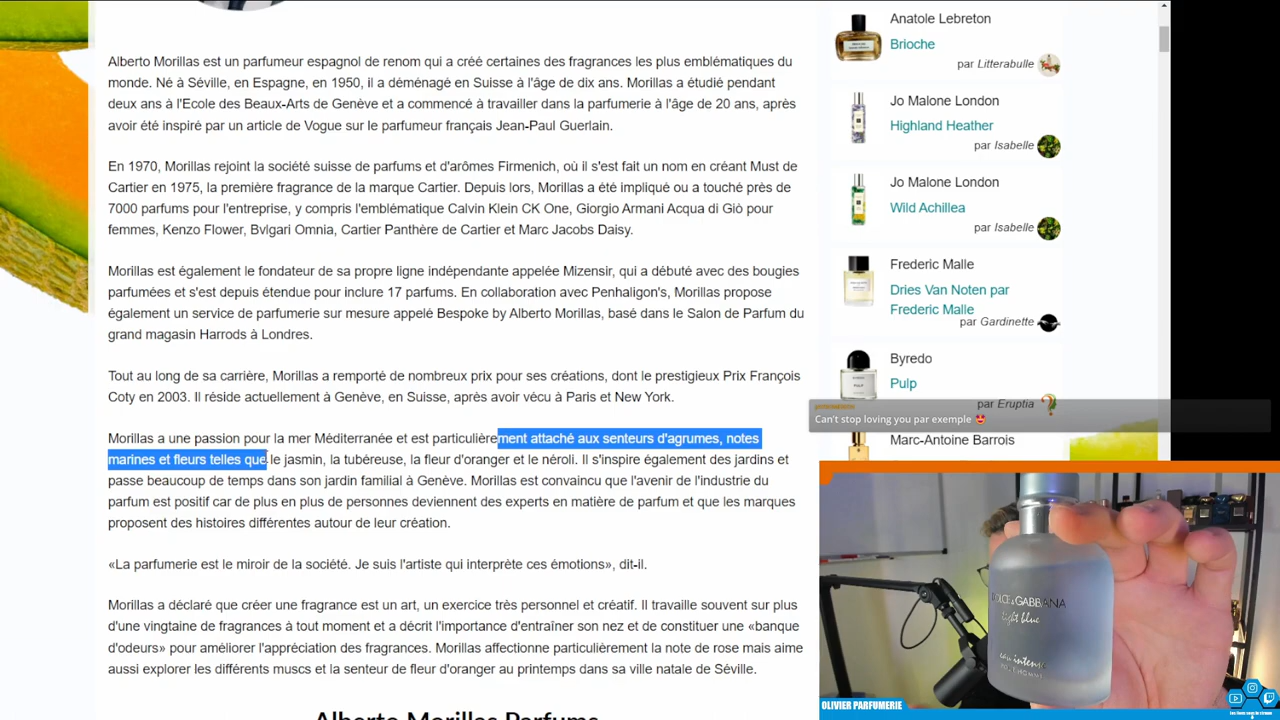 Alberto Morillas est un parfumeur espagnol de renom qui a créé certaines des fragrances les plus emblématiques du
monde. Né à Séville, en Espagne, en 1950, il a déménagé en Suisse à l'âge de dix ans. Morillas a étudié pendant
deux ans à l'Ecole des Beaux-Arts de Genève et a commencé à travailler dans la parfumerie à l'âge de 20 ans, après
avoir été inspiré par un article de Vogue sur le parfumeur français Jean-Paul Guerlain.
En 1970, Morillas rejoint la société suisse de parfums et d'arômes Firmenich, où il s'est fait un nom en créant Must de
Cartier en 1975, la première fragrance de la marque Cartier. Depuis lors, Morillas a été impliqué ou a touché près de
7000 parfums pour l'entreprise, y compris l'emblématique Calvin Klein CK One, Giorgio Armani Acqua di Giò pour
femmes, Kenzo Flower, Bvlgari Omnia, Cartier Panthère de Cartier et Marc Jacobs Daisy.
Morillas est également le fondateur de sa propre ligne indépendante appelée Mizensir, qui a débuté avec des bougies
parfumées et s'est depuis étendue pour inclure 17 parfums. En collaboration avec Penhaligon's, Morillas propose
également un service de parfumerie sur mesure appelé Bespoke by Alberto Morillas, basé dans le Salon de Parfum du
grand magasin Harrods à Londres.
Tout au long de sa carrière, Morillas a remporté de nombreux prix pour ses créations, dont le prestigieux Prix François
Coty en 2003. Il réside actuellement à Genève, en Suisse, après avoir vécu à Paris et New York.
Morillas a une passion pour la mer Méditerranée et est particulièrement attaché aux senteurs d'agrumes, notes
marines et fleurs telles que le jasmin, la tubéreuse, la fleur d'oranger et le néroli. Il s'inspire également des jardins et
passe beaucoup de temps dans son jardin familial à Genève. Morillas est convaincu que l'avenir de l'industrie du
parfum est positif car de plus en plus de personnes deviennent des experts en matière de parfum et que les marques
proposent des histoires différentes autour de leur création.
«La parfumerie est le miroir de la société. Je suis l'artiste qui interprète ces émotions», dit-il.
Morillas a déclaré que créer une fragrance est un art, un exercice très personnel et créatif. Il travaille souvent sur plus
d'une vingtaine de fragrances à tout moment et a décrit l'importance d'entraîner son nez et de constituer une «banque
d'odeurs» pour améliorer l'appréciation des fragrances. Morillas affectionne particulièrement la note de rose mais aime
aussi explorer les différents muscs et la senteur de fleur d'oranger au printemps dans sa ville natale de Séville.
Alberto Morillas Parfums
Anatole Lebreton
Brioche
par Litterabulle
Jo Malone London
Highland Heather
par Isabelle
Jo Malone London
Wild Achillea
par Isabelle
Frederic Malle
Dries Van Noten par
Frederic Malle
par Gardinette
Byredo
Pulp
par Eruptia
Can't stop loving you par exemple
Marc-Antoine Barrois
DOLCE&GABBANA
light blue
eau intense
POUR HOMME
OLIVIER PARFUMERIE